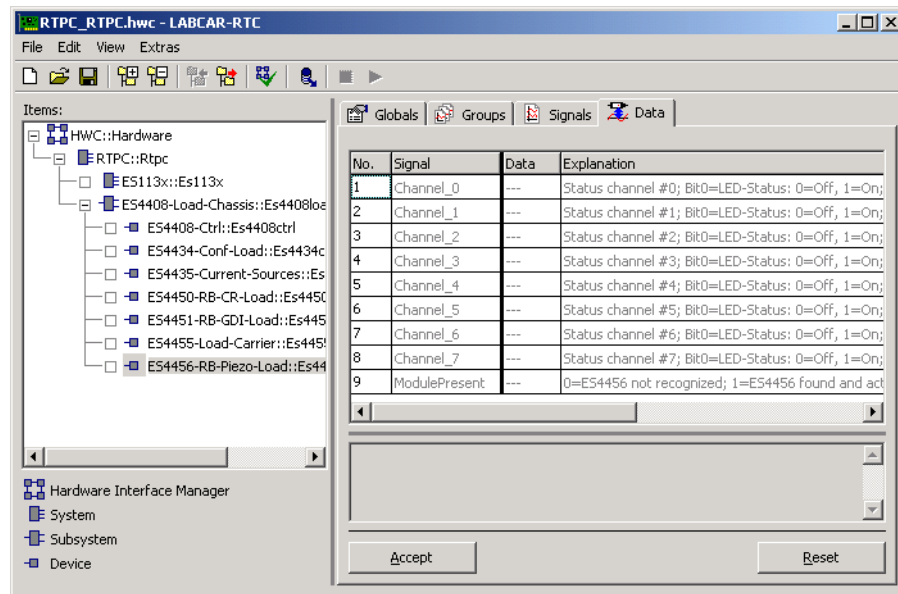 RTPC_RTPC.hwc - LABCAR-RTC
File Edit View Extras
Items:
HWC::Hardware
RTPC::Rtpc
ES113x::Es113x
ES4408-Load-Chassis::Es4408loa
ES4408-Ctrl::Es4408ctrl
ES4434-Conf-Load::Es4434c
ES4435-Current-Sources::Es
ES4450-RB-CR-Load::Es4450
ES4451-RB-GDI-Load::Es445
ES4455-Load-Carrier::Es445
ES4456-RB-Piezo-Load::Es44
Hardware Interface Manager
System
Subsystem
Device
Globals Groups Signals Data
No. Signal Data Explanation
1 Channel_0 --- Status channel #0; Bit0=LED-Status: 0=Off, 1=On;
2 Channel_1 --- Status channel #1; Bit0=LED-Status: 0=Off, 1=On;
3 Channel_2 --- Status channel #2; Bit0=LED-Status: 0=Off, 1=On;
4 Channel_3 --- Status channel #3; Bit0=LED-Status: 0=Off, 1=On;
5 Channel_4 --- Status channel #4; Bit0=LED-Status: 0=Off, 1=On;
6 Channel_5 --- Status channel #5; Bit0=LED-Status: 0=Off, 1=On;
7 Channel_6 --- Status channel #6; Bit0=LED-Status: 0=Off, 1=On;
8 Channel_7 --- Status channel #7; Bit0=LED-Status: 0=Off, 1=On;
9 ModulePresent --- 0=ES4456 not recognized; 1=ES4456 found and act
Accept Reset